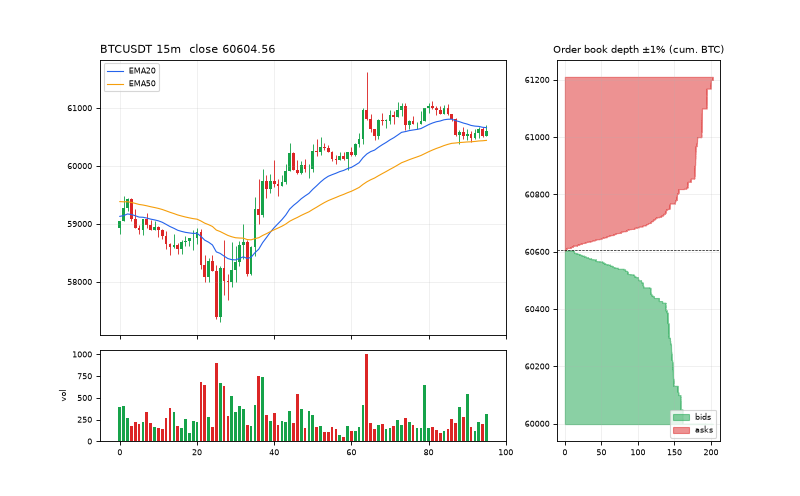 BTCUSDT 15m  close 60604.56
EMA20
EMA50
61000
60000
59000
58000
1000
750
500
250
0
vol
0 20 40 60 80 100
Order book depth ±1% (cum. BTC)
61200
61000
60800
60600
60400
60200
60000
bids
asks
0 50 100 150 200